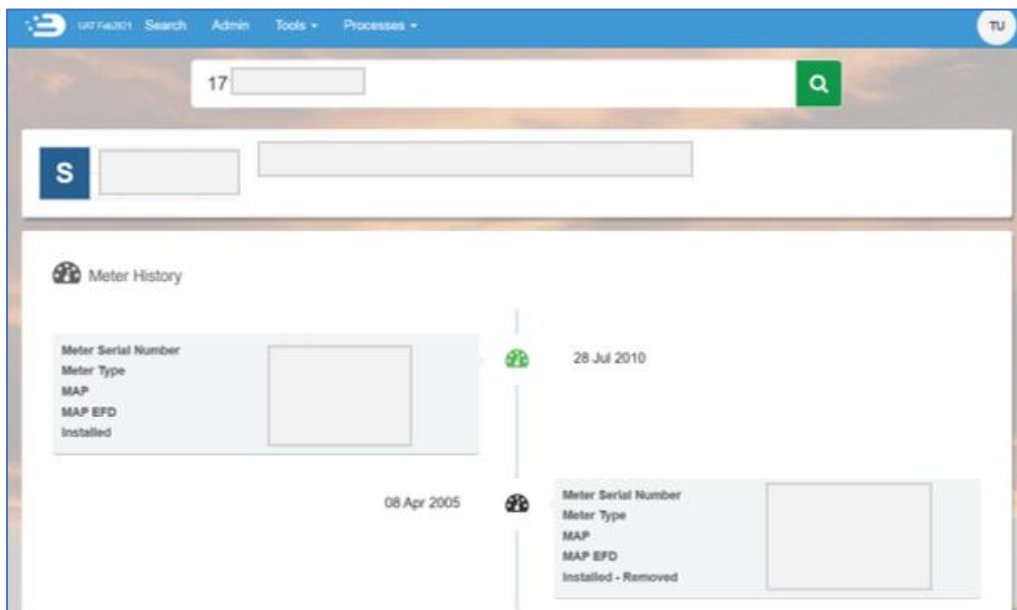 UAT Feb2021 Search Admin Tools Processes
TU
17
S
Meter History
Meter Serial Number
Meter Type
MAP
MAP EFD
Installed
28 Jul 2010
08 Apr 2005
Meter Serial Number
Meter Type
MAP
MAP EFD
Installed - Removed